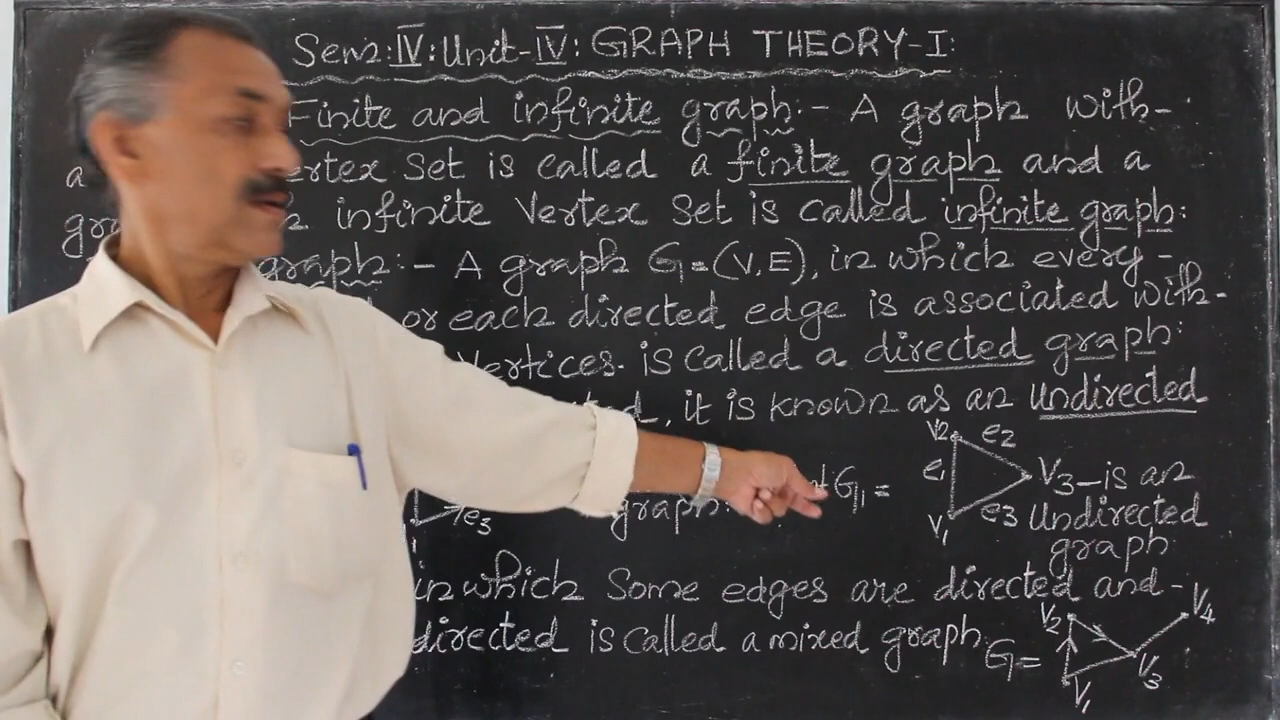 Sem:IV:Unit-IV: GRAPH THEORY-I:
Finite and infinite graph:- A graph with-
a ertex Set is called a finite graph and a
gra h infinite Vertex Set is called infinite graph:
graph:- A graph G=(V,E), in which every-
or each directed edge is associated with-
Vertices. is called a directed graph:
ed, it is known as an undirected
V2 e2
e1
G1= V3-is an
graph: V1 e3 Undirected
e3 graph
in which Some edges are directed and-
V2 V4
directed is called a mixed graph. G=
V1 V3